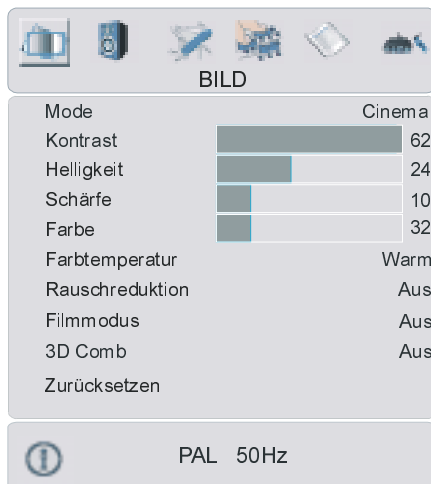 BILD
Mode Cinema
Kontrast 62
Helligkeit 24
Schärfe 10
Farbe 32
Farbtemperatur Warm
Rauschreduktion Aus
Filmmodus Aus
3D Comb Aus
Zurücksetzen
PAL 50Hz